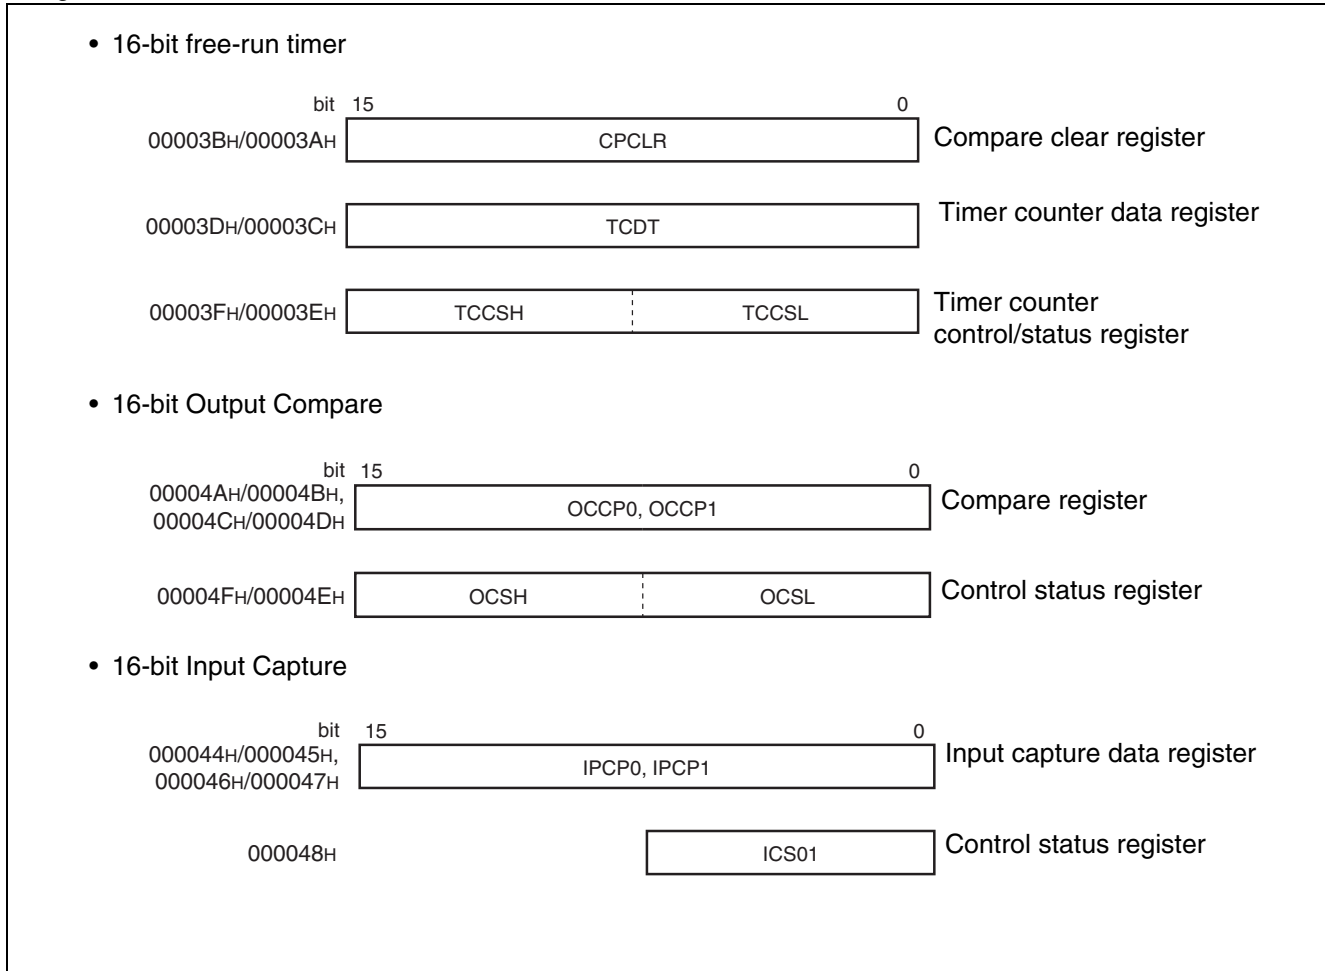 • 16-bit free-run timer
bit 15 0
00003BH/00003AH CPCLR Compare clear register
00003DH/00003CH TCDT Timer counter data register
00003FH/00003EH TCCSH TCCSL Timer counter
control/status register
• 16-bit Output Compare
bit 15 0
00004AH/00004BH,
00004CH/00004DH OCCP0, OCCP1 Compare register
00004FH/00004EH OCSH OCSL Control status register
• 16-bit Input Capture
bit 15 0
000044H/000045H,
000046H/000047H IPCP0, IPCP1 Input capture data register
000048H ICS01 Control status register